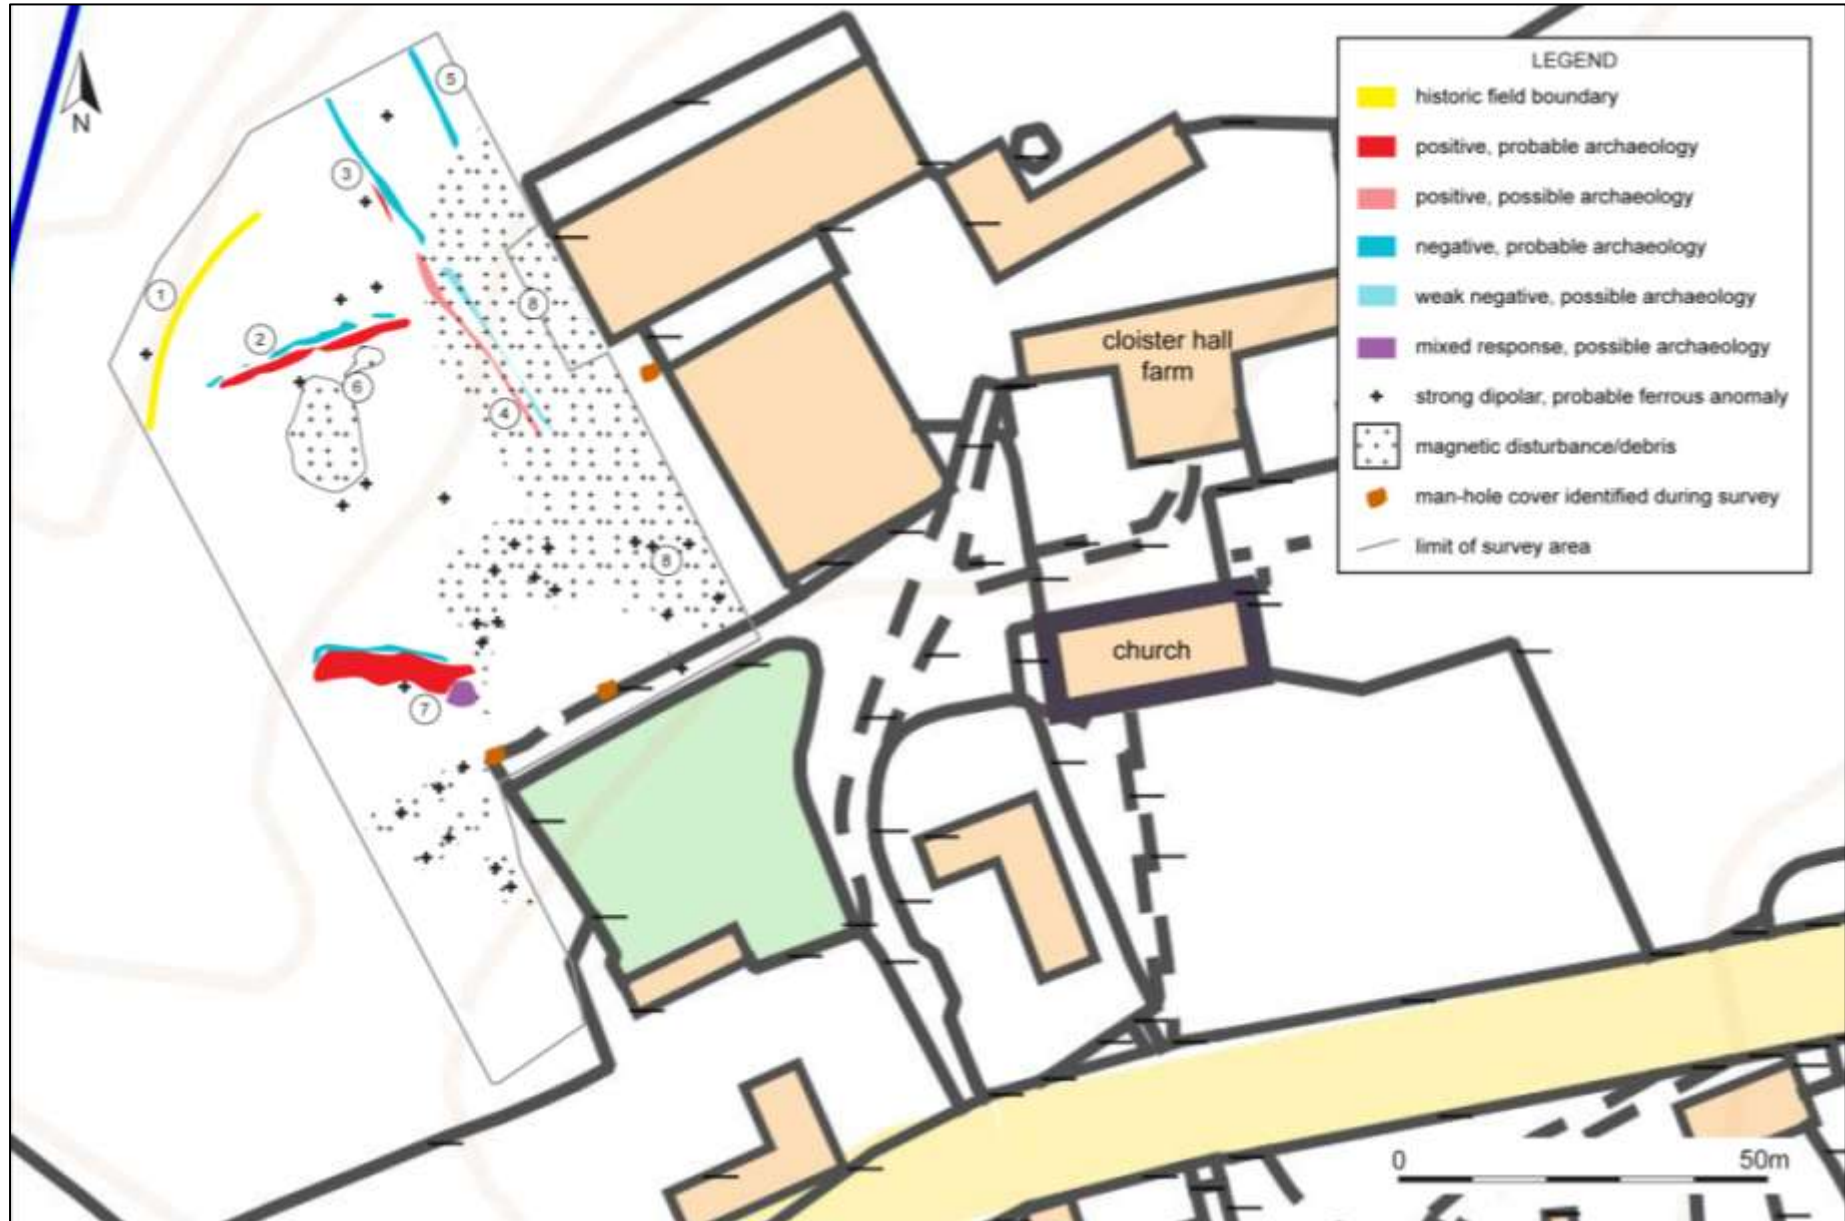 N
5
3
1
8
2
6
4
8
7
cloister hall
farm
church
LEGEND
historic field boundary
positive, probable archaeology
positive, possible archaeology
negative, probable archaeology
weak negative, possible archaeology
mixed response, possible archaeology
strong dipolar, probable ferrous anomaly
magnetic disturbance/debris
man-hole cover identified during survey
limit of survey area
0 50m